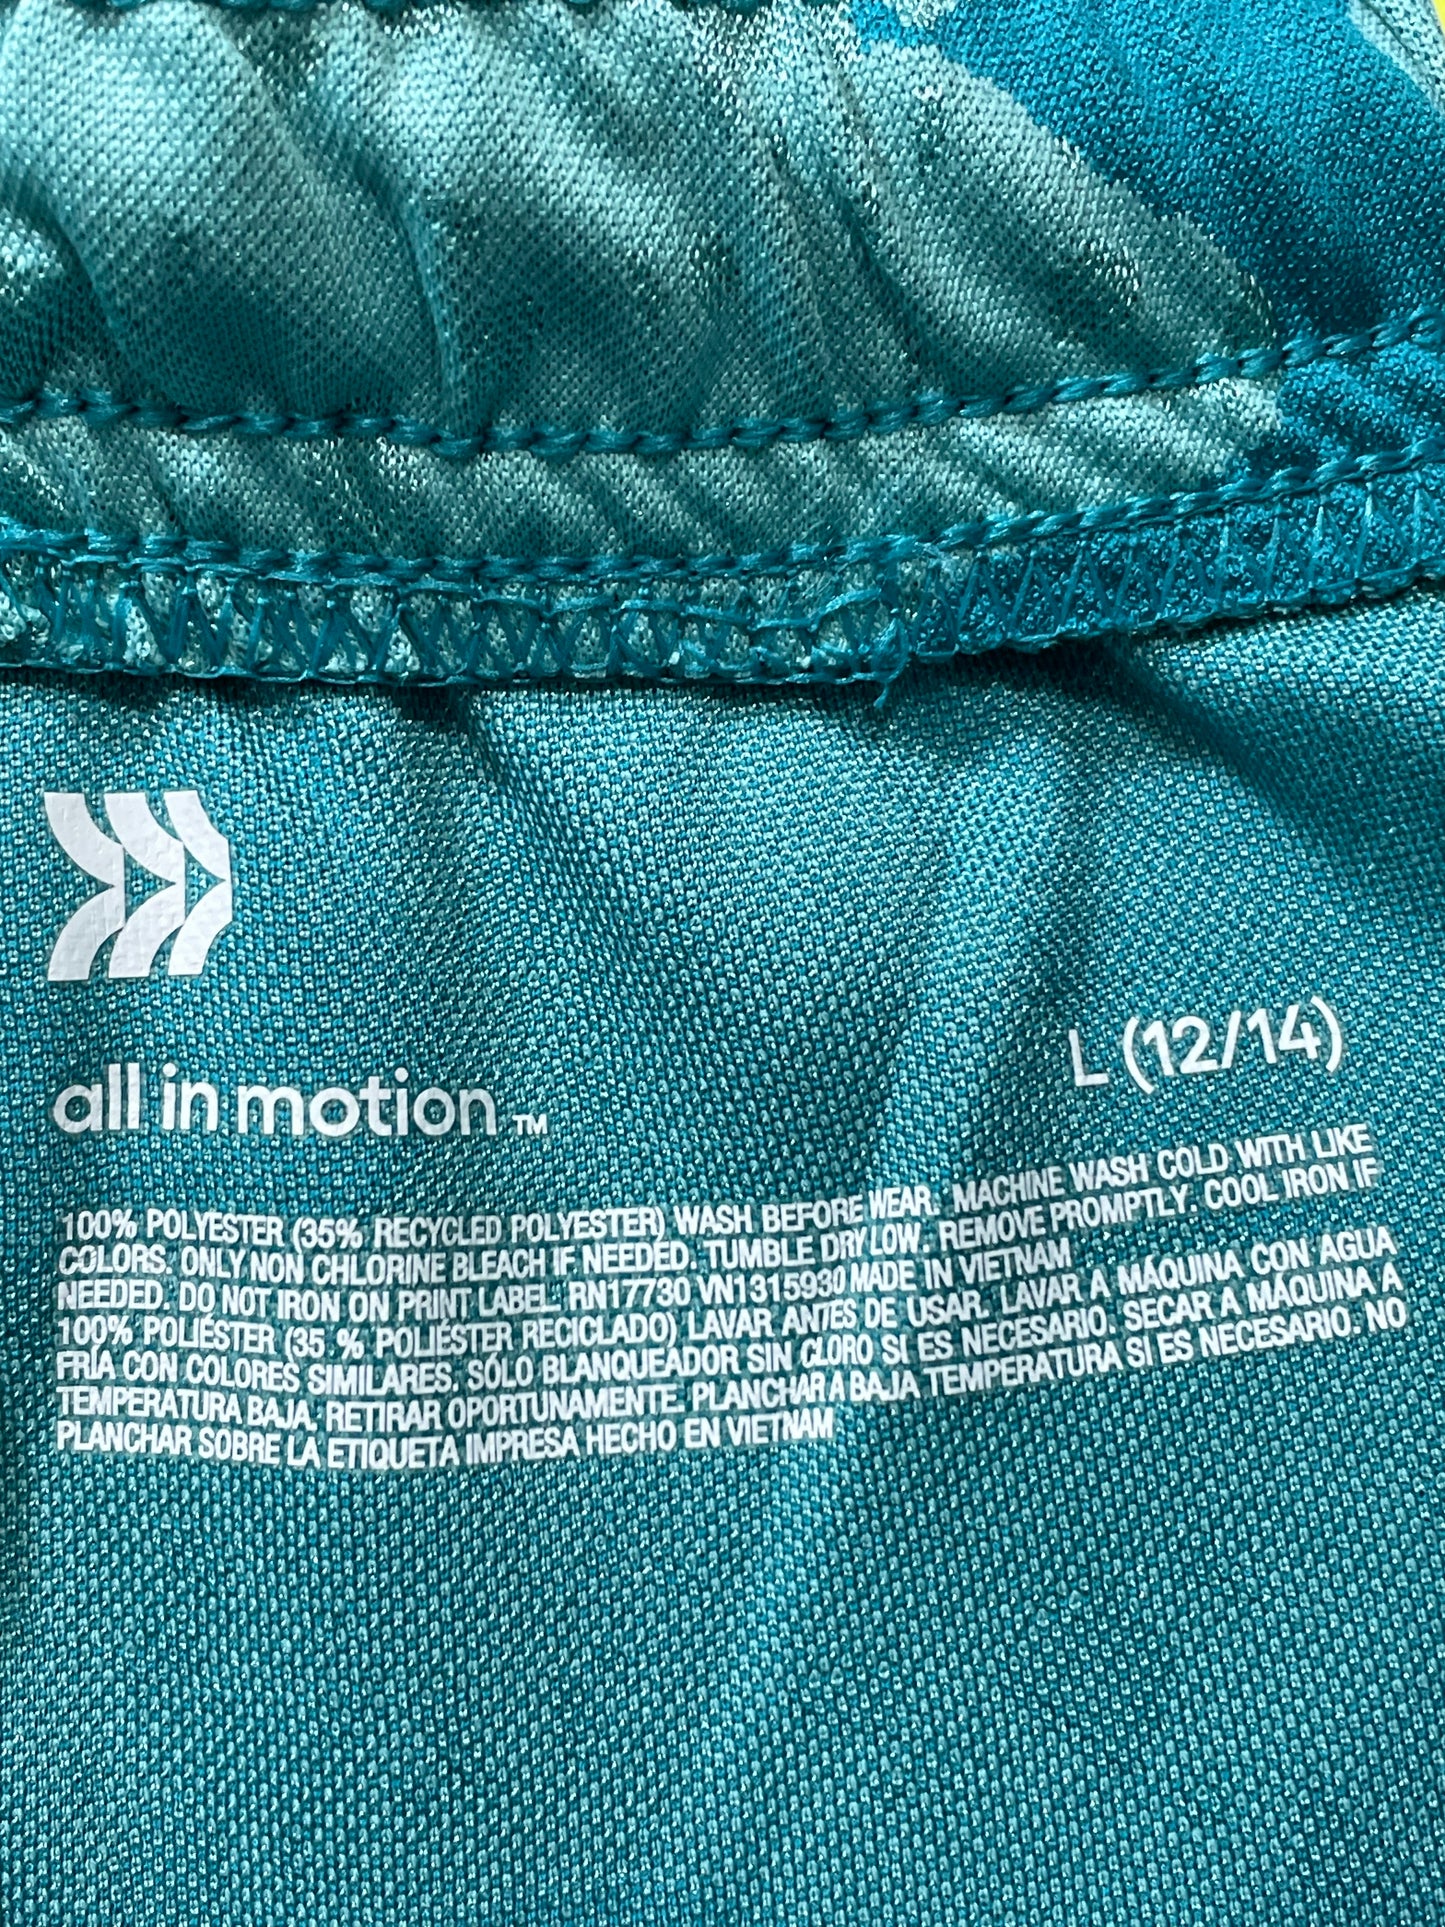 all in motion™
L (12/14)
100% POLYESTER (35% RECYCLED POLYESTER) WASH BEFORE WEAR. MACHINE WASH COLD WITH LIKE
COLORS. ONLY NON CHLORINE BLEACH IF NEEDED. TUMBLE DRY LOW. REMOVE PROMPTLY. COOL IRON IF
NEEDED. DO NOT IRON ON PRINT LABEL. RN17730 VN1315930 MADE IN VIETNAM
100% POLIÉSTER (35 % POLIÉSTER RECICLADO) LAVAR ANTES DE USAR. LAVAR A MÁQUINA CON AGUA
FRÍA CON COLORES SIMILARES. SÓLO BLANQUEADOR SIN CLORO SI ES NECESARIO. SECAR A MÁQUINA A
TEMPERATURA BAJA. RETIRAR OPORTUNAMENTE. PLANCHAR A BAJA TEMPERATURA SI ES NECESARIO. NO
PLANCHAR SOBRE LA ETIQUETA IMPRESA HECHO EN VIETNAM